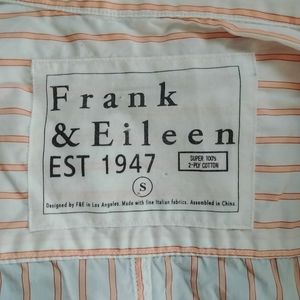 Frank
& Eileen
EST 1947
SUPER 100's
2-PLY COTTON
S
Designed by F&E in Los Angeles. Made with fine Italian fabrics. Assembled in China.